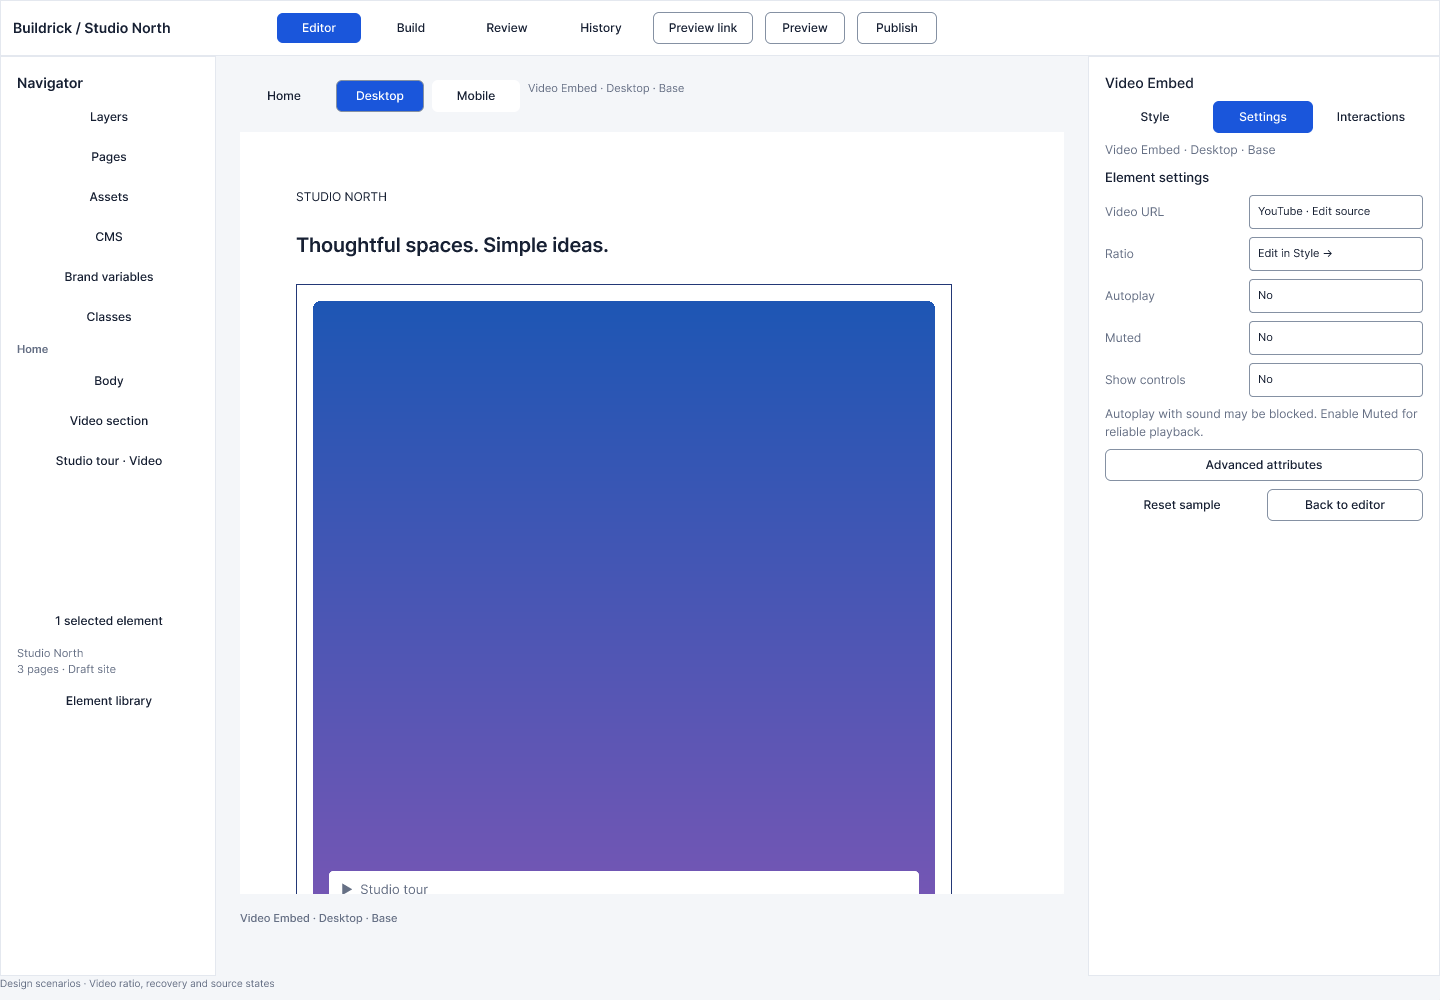 Buildrick / Studio North
Editor
Build
Review
History
Preview link
Preview
Publish
Navigator
Layers
Pages
Assets
CMS
Brand variables
Classes
Home
Body
Video section
Studio tour · Video
1 selected element
Studio North
3 pages · Draft site
Element library
Home
Desktop
Mobile
Video Embed · Desktop · Base
STUDIO NORTH
Thoughtful spaces. Simple ideas.
▶ Studio tour
Video Embed · Desktop · Base
Video Embed
Style
Settings
Interactions
Video Embed · Desktop · Base
Element settings
Video URL
YouTube · Edit source
Ratio
Edit in Style →
Autoplay
No
Muted
No
Show controls
No
Autoplay with sound may be blocked. Enable Muted for
reliable playback.
Advanced attributes
Reset sample
Back to editor
Design scenarios · Video ratio, recovery and source states